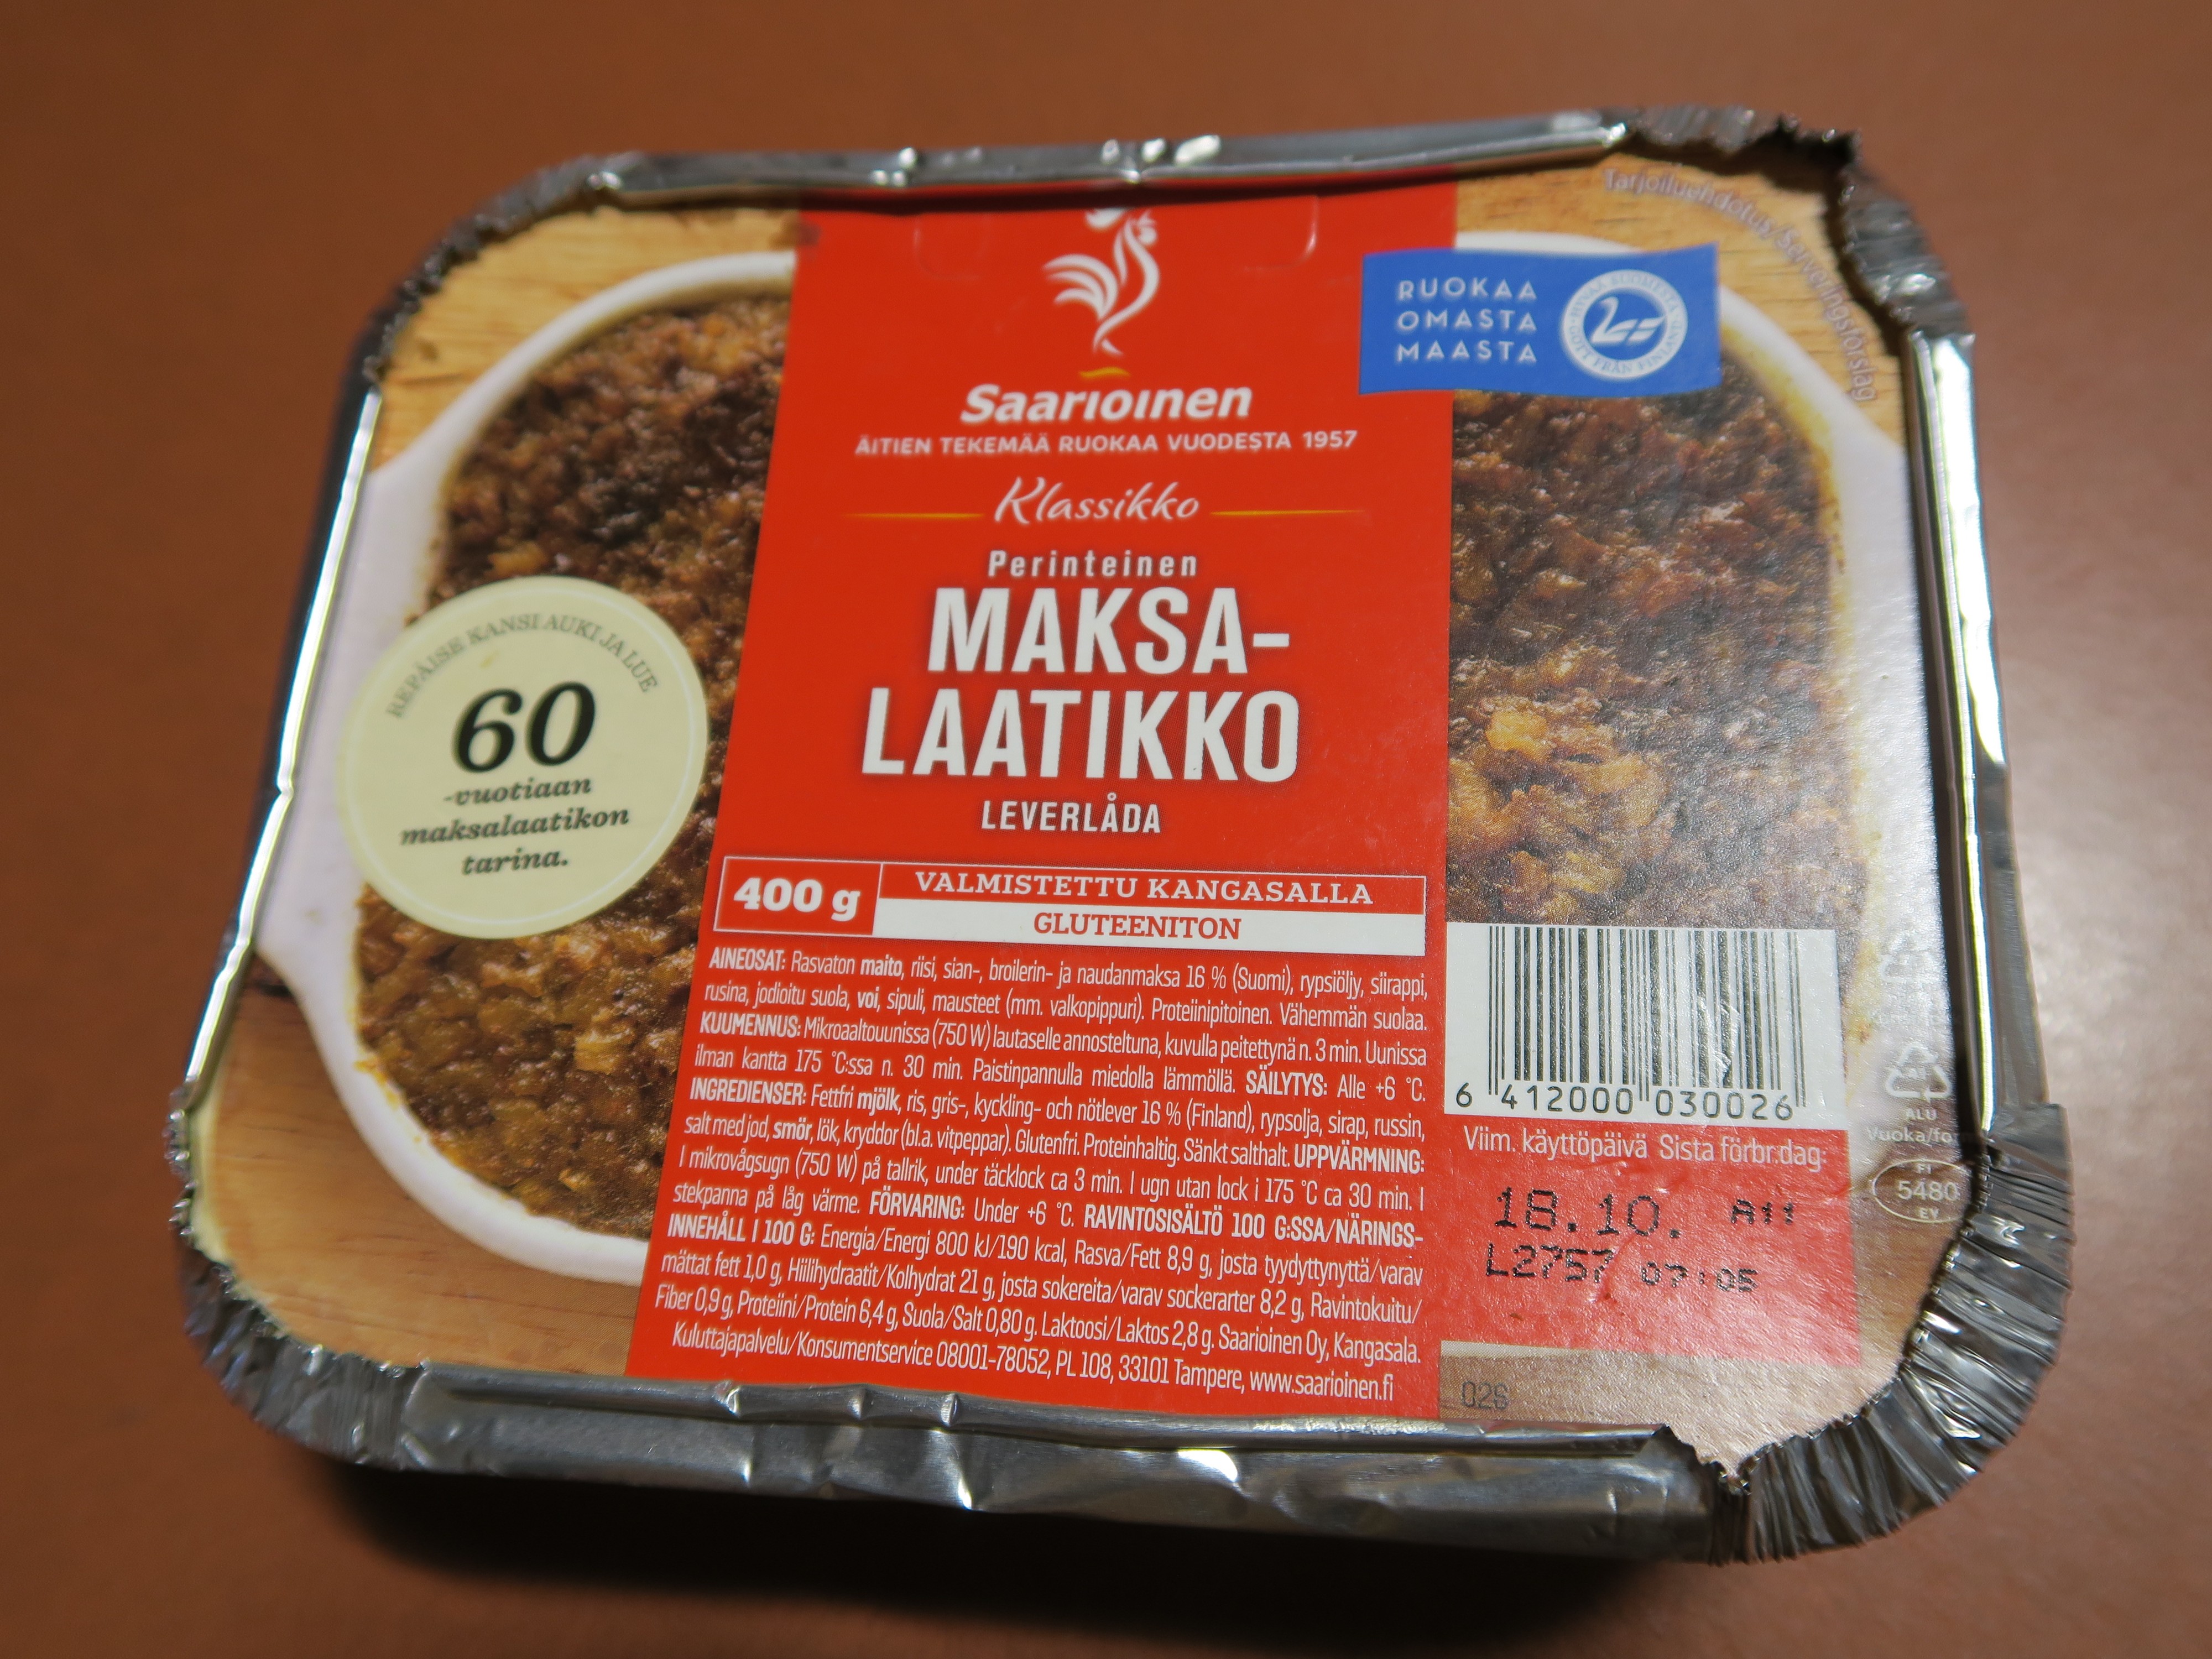 Saarioinen
ÄITIEN TEKEMÄÄ RUOKAA VUODESTA 1957
Klassikko
Perinteinen
MAKSA-
LAATIKKO
LEVERLÅDA
400 g
VALMISTETTU KANGASALLA
GLUTEENITON
RUOKAA
OMASTA
MAASTA
Tarjoiluehdotus Serveringsförslag
REPÄISE KANSI AUKI JA LUE
60
-vuotiaan
maksalaatikon
tarina.
AINEOSAT: Rasvaton maito, riisi, sian-, broilerin- ja naudanmaksa 16 % (Suomi), rypsiöljy, siirappi,
rusina, jodioitu suola, voi, sipuli, mausteet (mm. valkopippuri). Proteiinipitoinen. Vähemmän suolaa.
KUUMENNUS: Mikroaaltouunissa (750 W) lautaselle annosteltuna, kuvulla peitettynä n. 3 min. Uunissa
ilman kantta 175 °C:ssa n. 30 min. Paistinpannulla miedolla lämmöllä. SÄILYTYS: Alle +6 °C.
INGREDIENSER: Fettfri mjölk, ris, gris-, kyckling- och nötlever 16 % (Finland), rypsolja, sirap, russin,
salt med jod, smör, lök, kryddor (bl.a. vitpeppar). Glutenfri. Proteinhaltig. Sänkt salthalt. UPPVÄRMNING:
I mikrovågsugn (750 W) på tallrik, under täcklock ca 3 min. I ugn utan lock i 175 °C ca 30 min. I
stekpanna på låg värme. FÖRVARING: Under +6 °C. RAVINTOSISÄLTÖ 100 G:SSA/NÄRINGS-
INNEHÅLL I 100 G: Energia/Energi 800 kJ/190 kcal, Rasva/Fett 8,9 g, josta tyydyttynyttä/varav
mättat fett 1,0 g, Hiilihydraatit/Kolhydrat 21 g, josta sokereita/varav sockerarter 8,2 g, Ravintokuitu/
Fiber 0,9 g, Proteiini/Protein 6,4 g, Suola/Salt 0,80 g. Laktoosi/Laktos 2,8 g. Saarioinen Oy, Kangasala.
Kuluttajapalvelu/Konsumentservice 08001-78052, PL 108, 33101 Tampere, www.saarioinen.fi
6 412000 030026
Viim. käyttöpäivä Sista förbr.dag:
18.10. A11
L2757 07:05
026
ALU
Vuoka/fo
FI
5480
EY